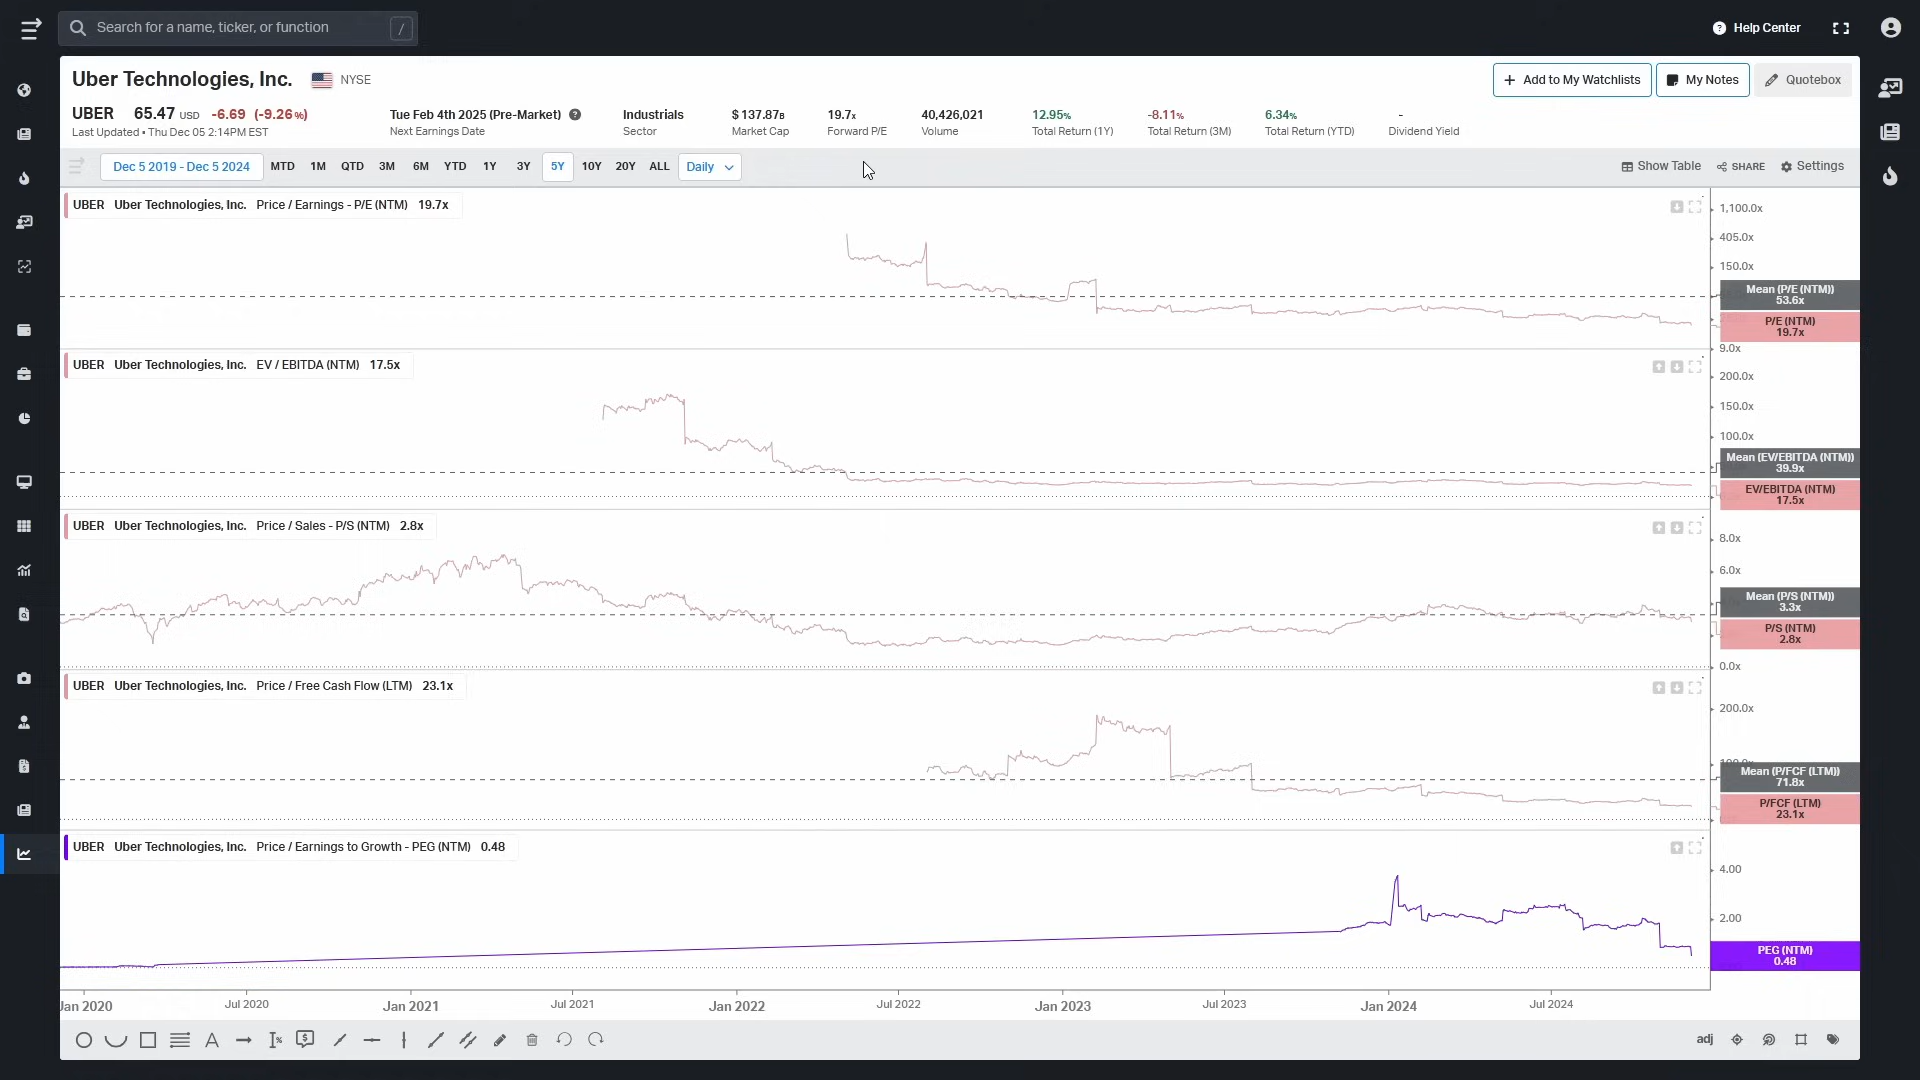 Search for a name, ticker, or function /
Help Center
Uber Technologies, Inc. NYSE
Add to My Watchlists My Notes Quotebox
UBER 65.47 USD -6.69 (-9.26%)
Last Updated • Thu Dec 05 2:14PM EST
Tue Feb 4th 2025 (Pre-Market) ?
Next Earnings Date
Industrials
Sector
$ 137.87B
Market Cap
19.7x
Forward P/E
40,426,021
Volume
12.95%
Total Return (1Y)
-8.11%
Total Return (3M)
6.34%
Total Return (YTD)
-
Dividend Yield
Dec 5 2019 - Dec 5 2024 MTD 1M QTD 3M 6M YTD 1Y 3Y 5Y 10Y 20Y ALL Daily
Show Table SHARE Settings
UBER Uber Technologies, Inc. Price / Earnings - P/E (NTM) 19.7x
1,100.0x
405.0x
150.0x
Mean (P/E (NTM))
53.6x
P/E (NTM)
19.7x
9.0x
UBER Uber Technologies, Inc. EV / EBITDA (NTM) 17.5x
200.0x
150.0x
100.0x
Mean (EV/EBITDA (NTM))
39.9x
EV/EBITDA (NTM)
17.5x
UBER Uber Technologies, Inc. Price / Sales - P/S (NTM) 2.8x
8.0x
6.0x
Mean (P/S (NTM))
3.3x
P/S (NTM)
2.8x
0.0x
UBER Uber Technologies, Inc. Price / Free Cash Flow (LTM) 23.1x
200.0x
Mean (P/FCF (LTM))
71.8x
P/FCF (LTM)
23.1x
UBER Uber Technologies, Inc. Price / Earnings to Growth - PEG (NTM) 0.48
4.00
2.00
PEG (NTM)
0.48
Jan 2020 Jul 2020 Jan 2021 Jul 2021 Jan 2022 Jul 2022 Jan 2023 Jul 2023 Jan 2024 Jul 2024
adj